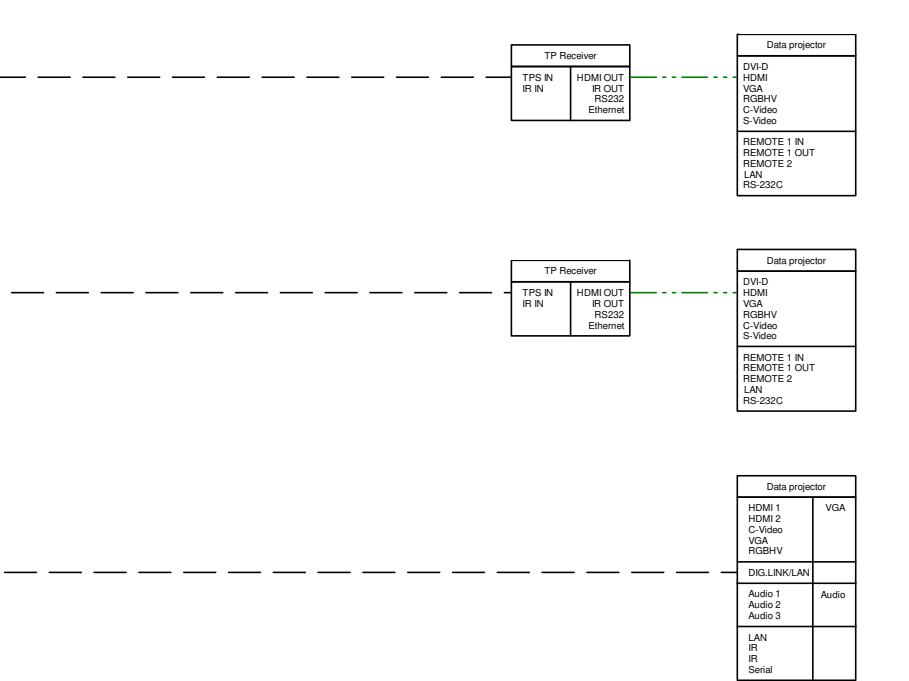 TP Receiver
TPS IN
IR IN
HDMI OUT
IR OUT
RS232
Ethernet
Data projector
DVI-D
HDMI
VGA
RGBHV
C-Video
S-Video
REMOTE 1 IN
REMOTE 1 OUT
REMOTE 2
LAN
RS-232C
TP Receiver
TPS IN
IR IN
HDMI OUT
IR OUT
RS232
Ethernet
Data projector
DVI-D
HDMI
VGA
RGBHV
C-Video
S-Video
REMOTE 1 IN
REMOTE 1 OUT
REMOTE 2
LAN
RS-232C
Data projector
HDMI 1
HDMI 2
C-Video
VGA
RGBHV
VGA
DIG.LINK/LAN
Audio 1
Audio 2
Audio 3
Audio
LAN
IR
IR
Serial